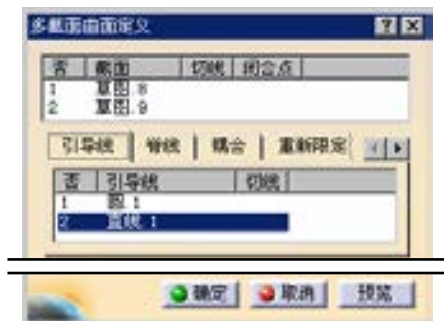 多截面曲面定义
否 截面 切线 闭合点
1 草图.8
2 草图.9
引导线 脊线 耦合 重新限定
否 引导线 切线
1 圆.1
2 直线.1
确定 取消 预览